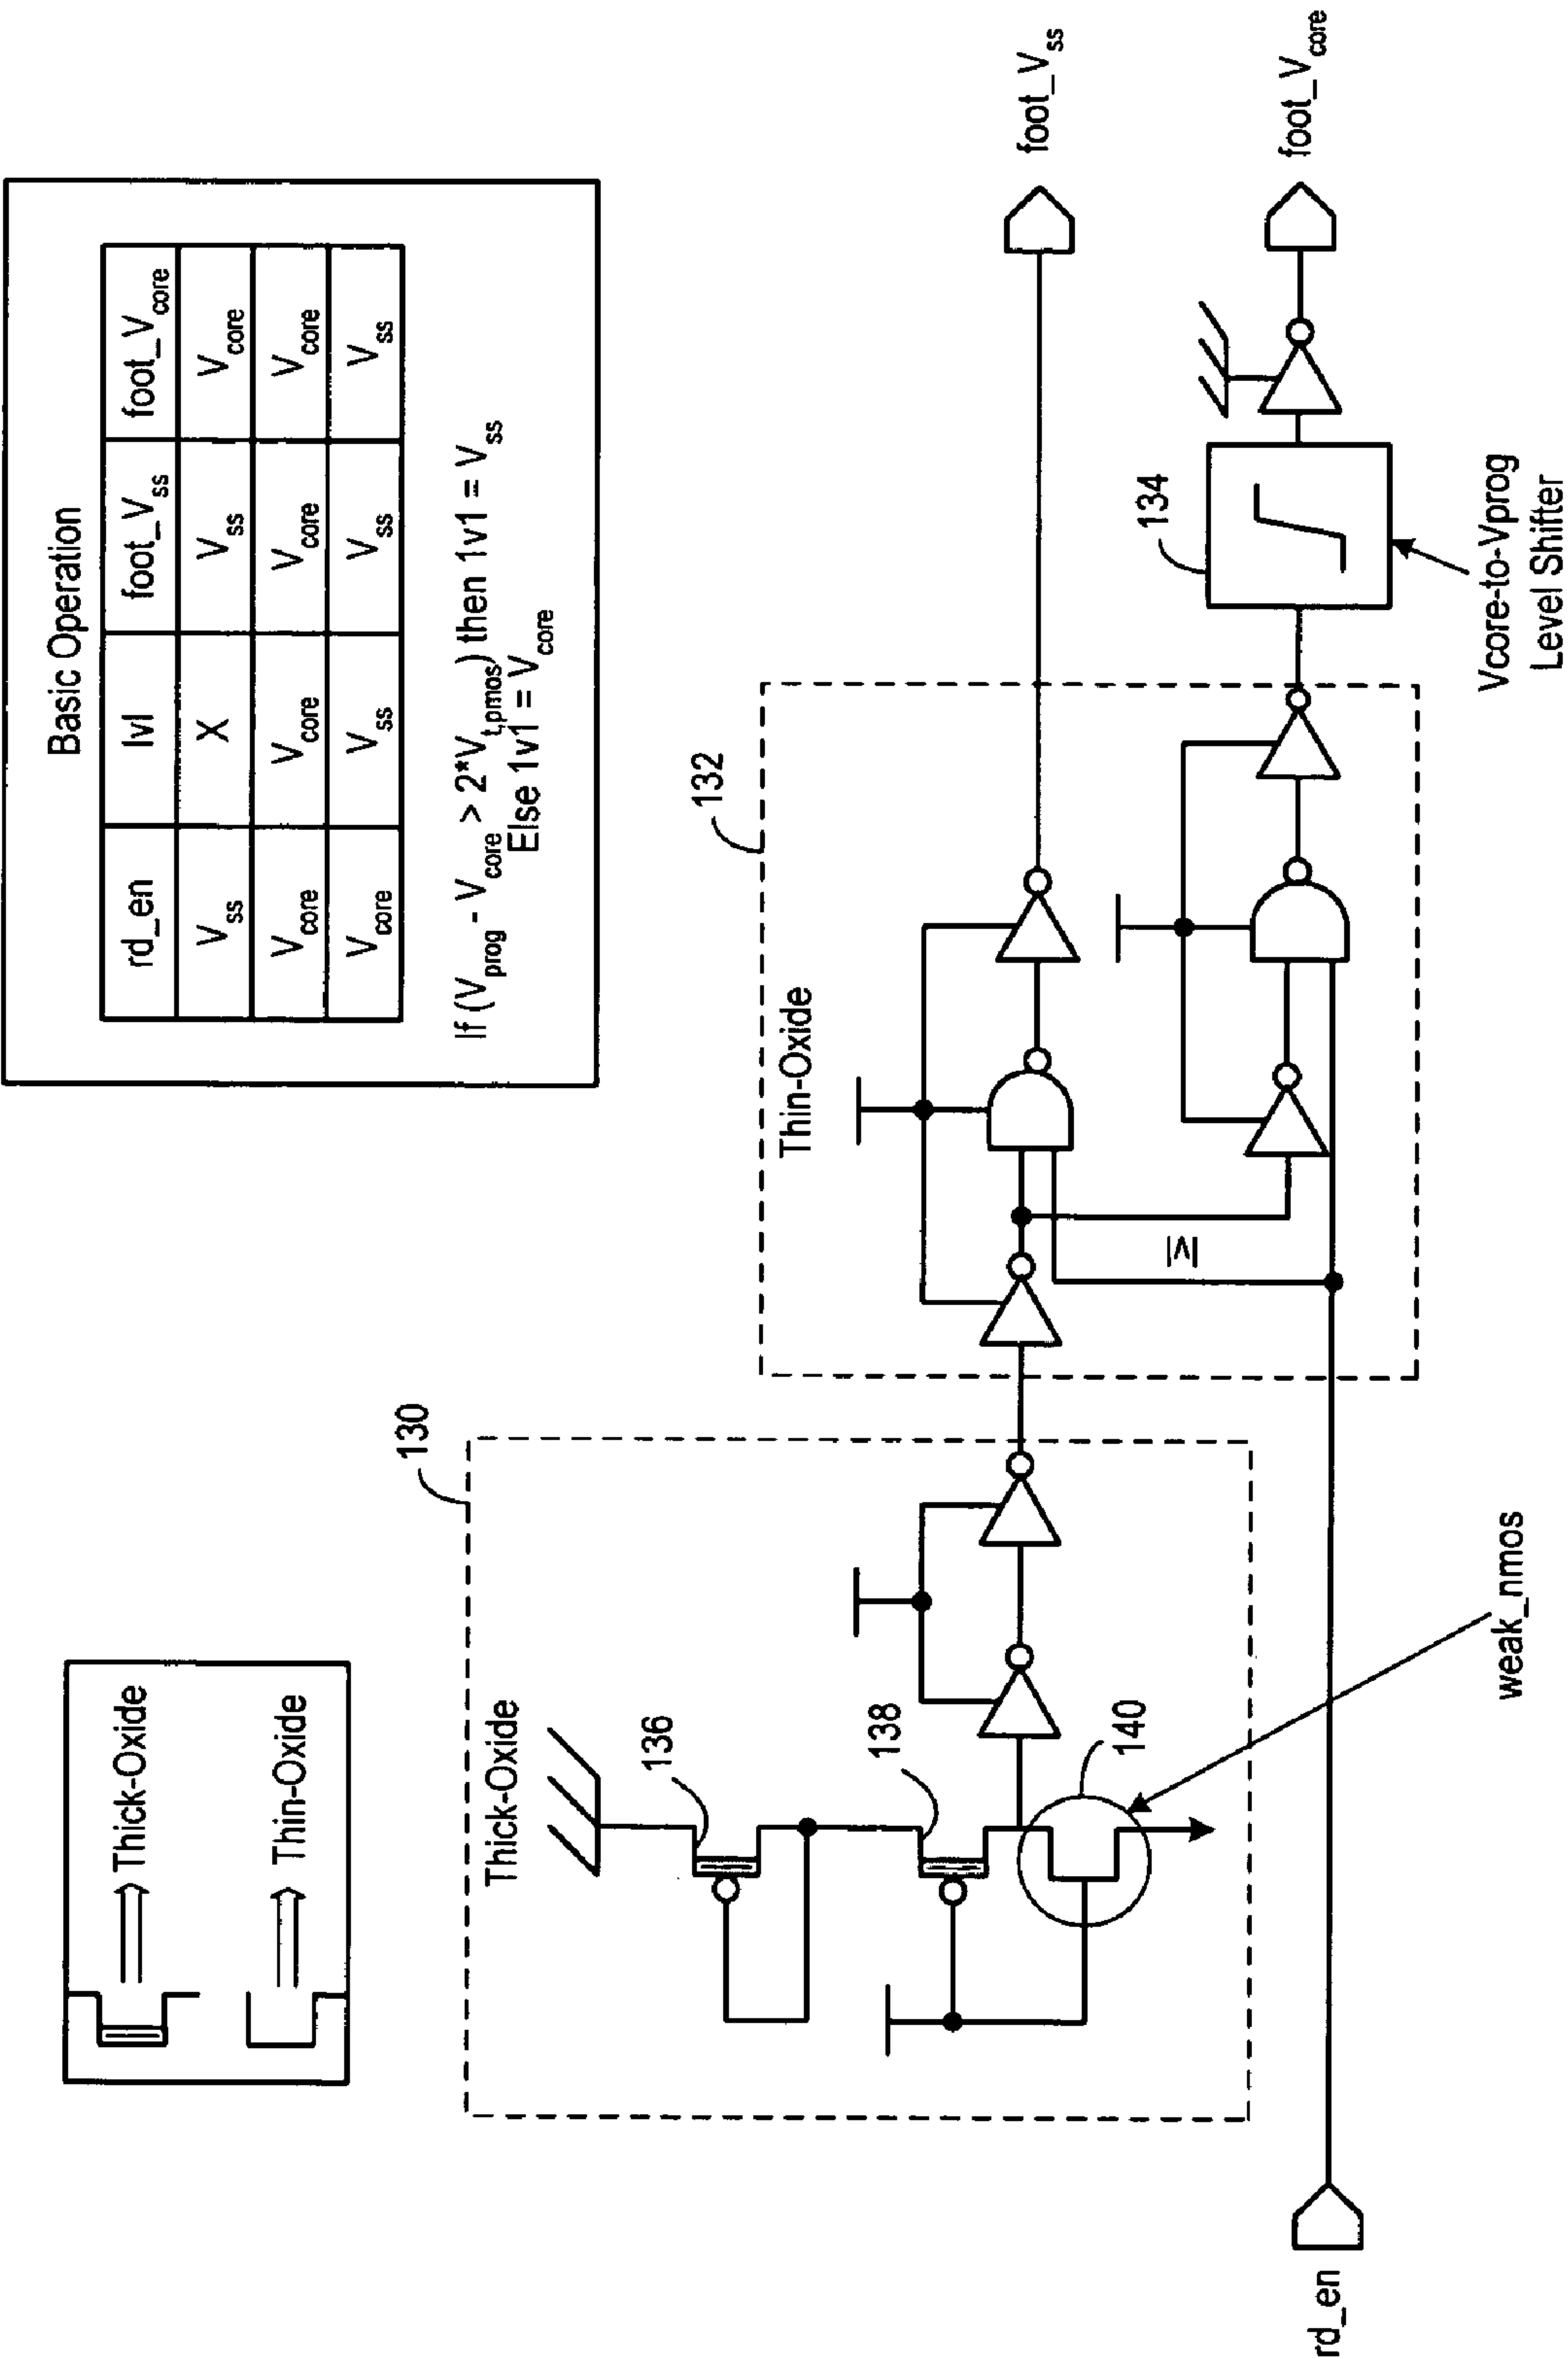 Basic Operation
rd_en lvl foot_Vss foot_Vcore
Vss X Vss Vcore
Vcore Vcore Vcore Vcore
Vcore Vss Vss Vss
If (Vprog - Vcore > 2*Vt,pmos) then 1v1 = Vss
Else 1v1 = Vcore
Thick-Oxide
Thin-Oxide
130
Thick-Oxide
136
138
140
weak_nmos
132
Thin-Oxide
lvl
134
Vcore-to-Vprog
Level Shifter
rd_en
foot_Vss
foot_Vcore